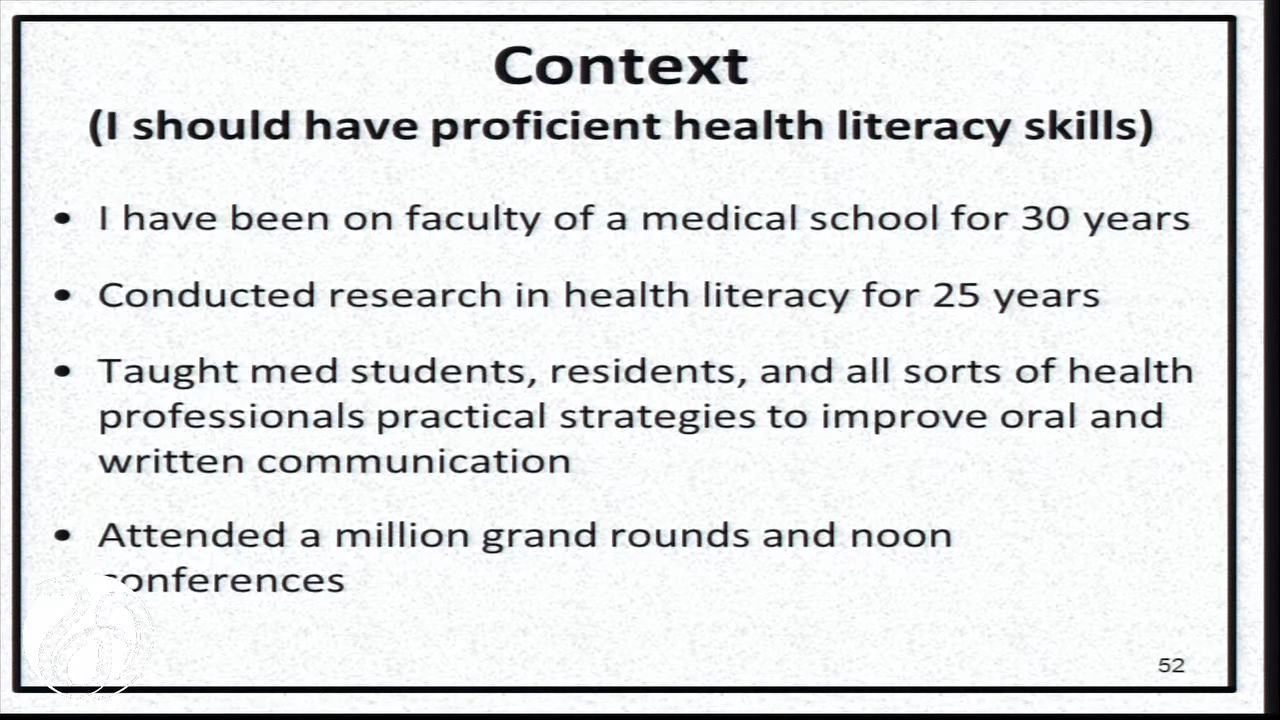 Context
(I should have proficient health literacy skills)
• I have been on faculty of a medical school for 30 years
• Conducted research in health literacy for 25 years
• Taught med students, residents, and all sorts of health
professionals practical strategies to improve oral and
written communication
• Attended a million grand rounds and noon
conferences
52